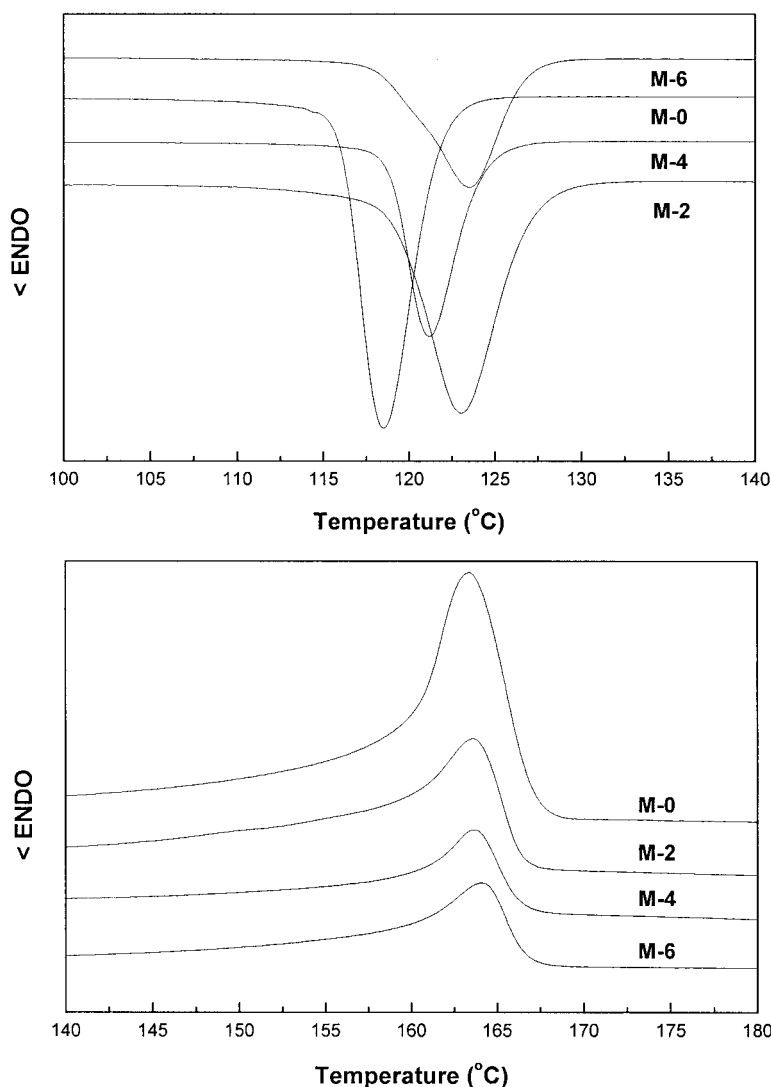 M-6
M-0
M-4
M-2
< ENDO
100 105 110 115 120 125 130 135 140
Temperature (°C)
M-0
M-2
M-4
M-6
< ENDO
140 145 150 155 160 165 170 175 180
Temperature (°C)